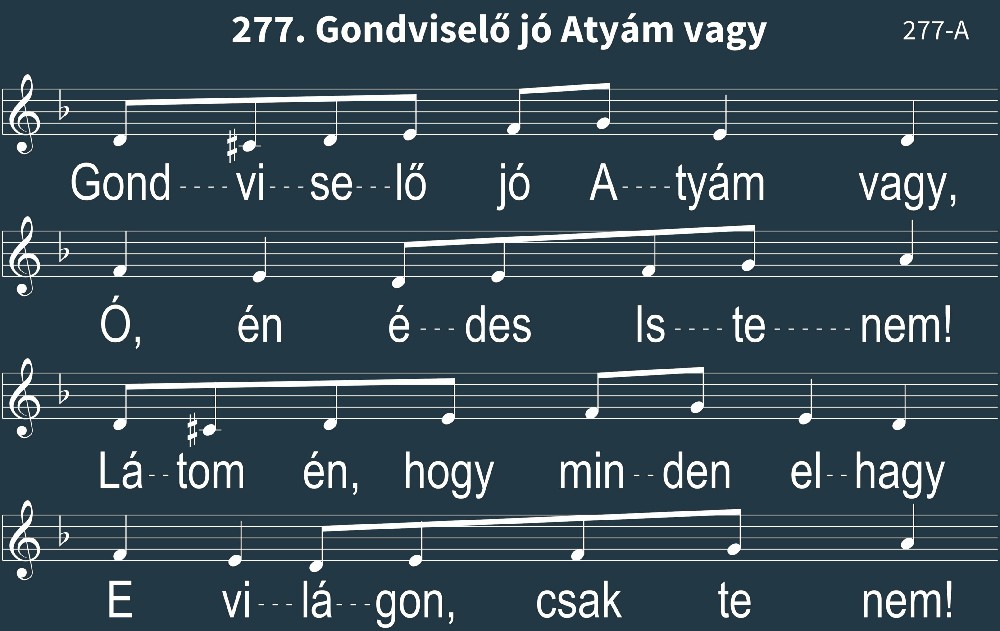 277. Gondviselő jó Atyám vagy
277-A
Gond----vi---se---lő jó A----tyám vagy,
Ó, én é---des Is----te------nem!
Lá--tom én, hogy min--den el--hagy
E vi---lá---gon, csak te nem!